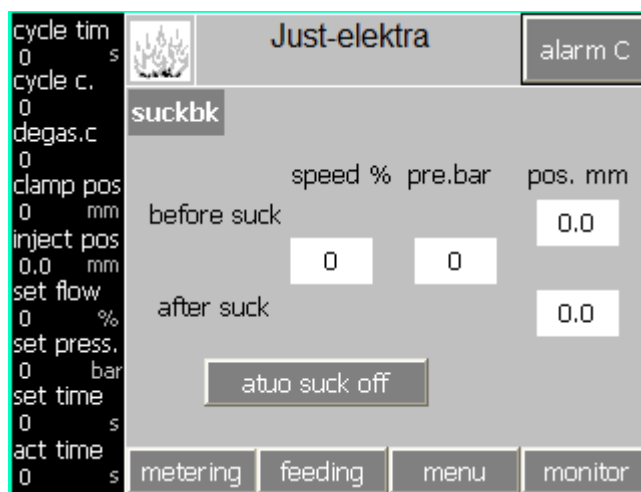 cycle tim
0 s
cycle c.
0
degas.c
0
clamp pos
0 mm
inject pos
0.0 mm
set flow
0 %
set press.
0 bar
set time
0 s
act time
0 s
Just-elektra
alarm C
suckbk
speed % pre.bar pos. mm
before suck 0.0
0 0
after suck 0.0
atuo suck off
metering feeding menu monitor